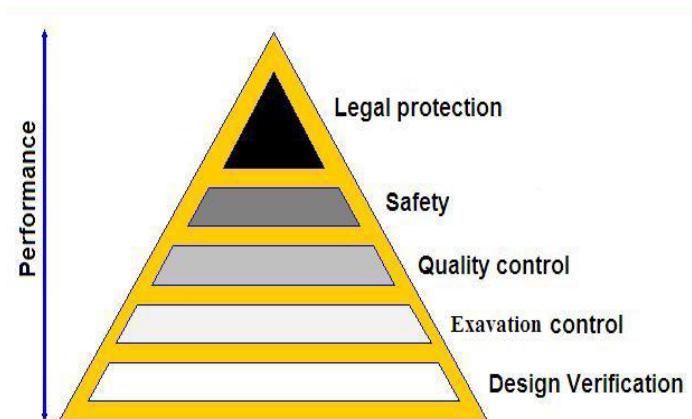 Performance
Legal protection
Safety
Quality control
Exavation control
Design Verification